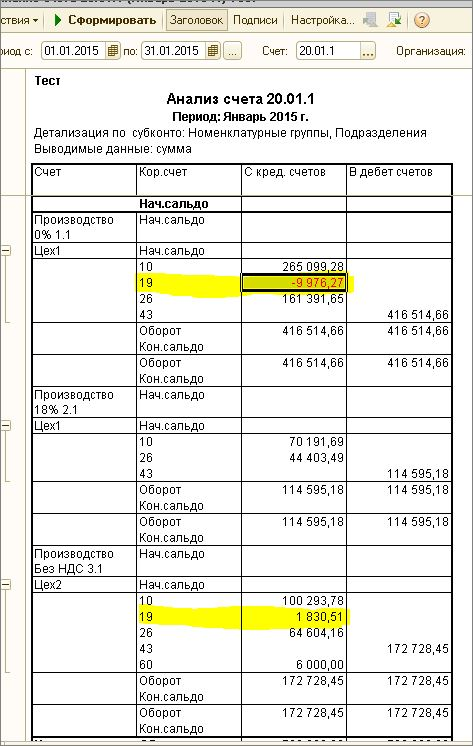 ствия Сформировать Заголовок Подписи Настройка...
риод с: 01.01.2015 по: 31.01.2015 ... Счет: 20.01.1 ... Организация:
Тест
Анализ счета 20.01.1
Период: Январь 2015 г.
Детализация по субконто: Номенклатурные группы, Подразделения
Выводимые данные: сумма
Счет Кор.счет С кред. счетов В дебет счетов
Нач.сальдо
Производство Нач.сальдо
0% 1.1
Цех1 Нач.сальдо
10 265 099,28
19 -9 976,27
26 161 391,65
43 416 514,66
Оборот 416 514,66 416 514,66
Кон.сальдо
Оборот 416 514,66 416 514,66
Кон.сальдо
Производство Нач.сальдо
18% 2.1
Цех1 Нач.сальдо
10 70 191,69
26 44 403,49
43 114 595,18
Оборот 114 595,18 114 595,18
Кон.сальдо
Оборот 114 595,18 114 595,18
Кон.сальдо
Производство Нач.сальдо
Без НДС 3.1
Цех2 Нач.сальдо
10 100 293,78
19 1 830,51
26 64 604,16
43 172 728,45
60 6 000,00
Оборот 172 728,45 172 728,45
Кон.сальдо
Оборот 172 728,45 172 728,45
Кон.сальдо